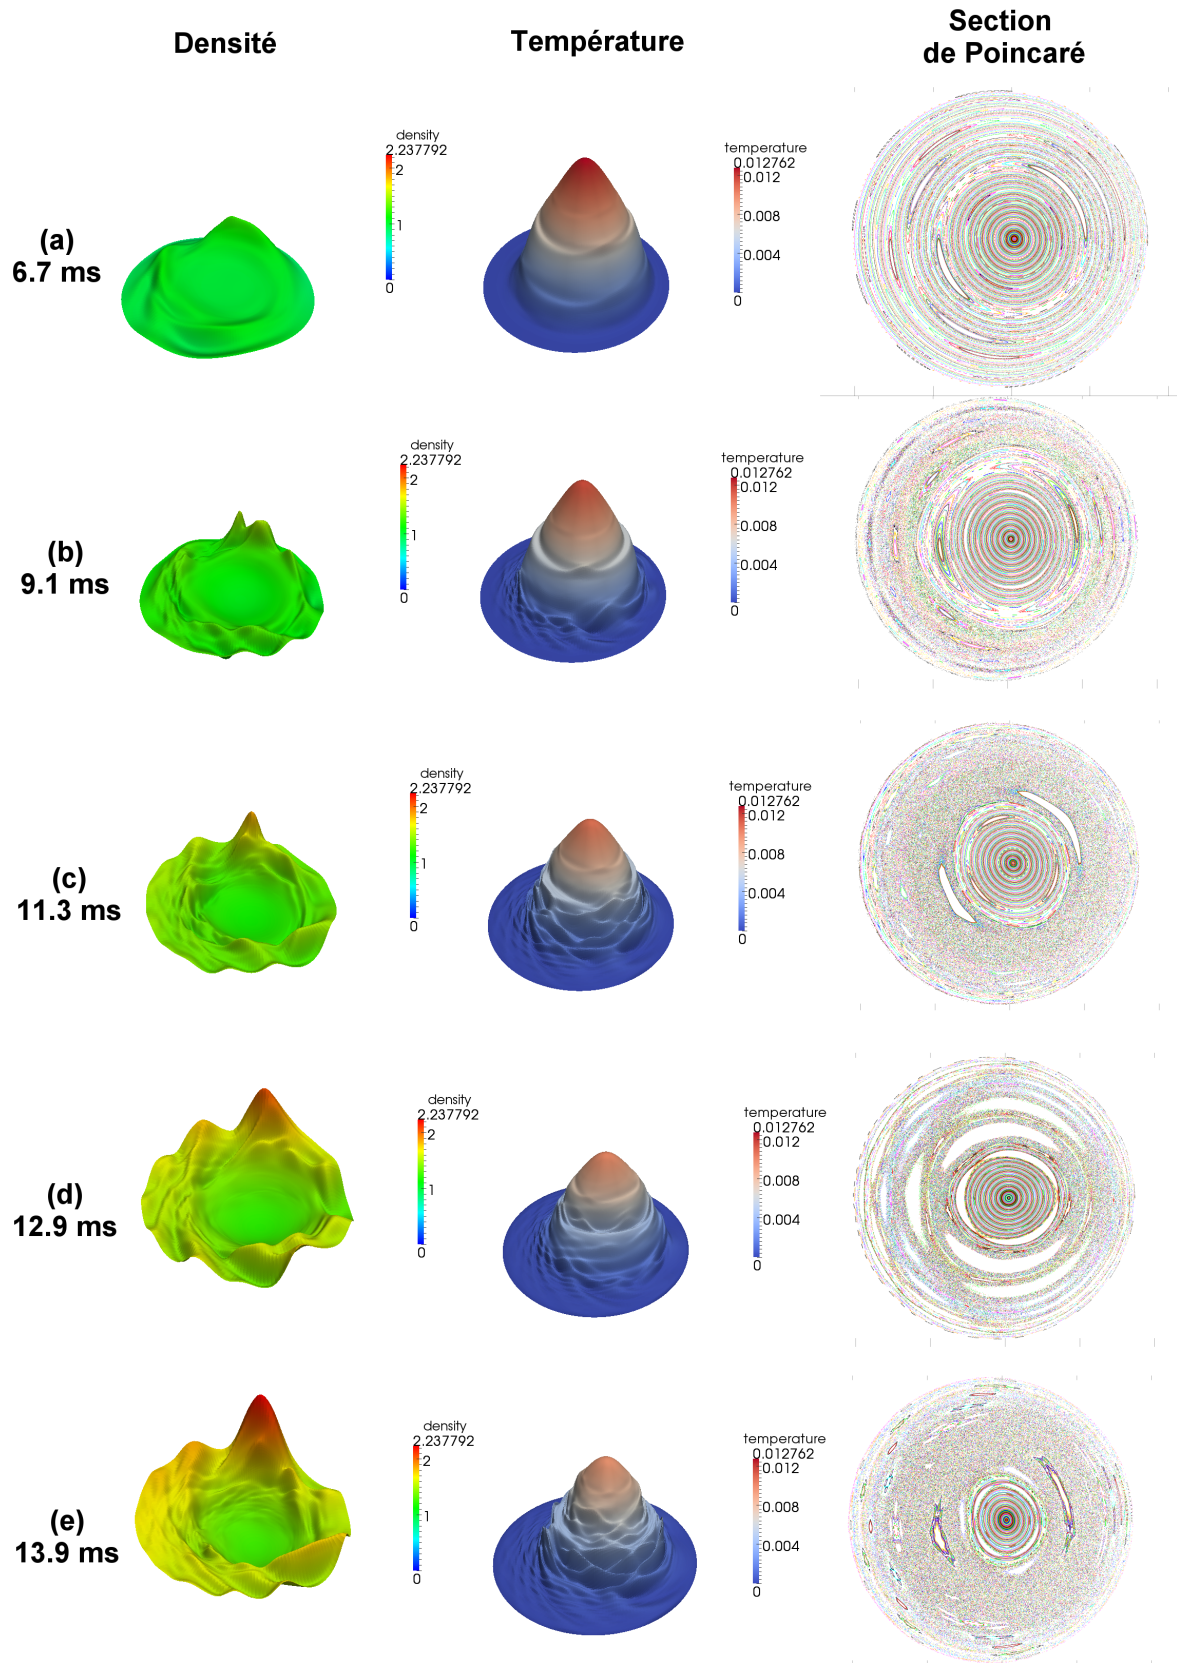 Densité
Température
Section
de Poincaré
(a)
6.7 ms
density
2.237792
2
1
0
temperature
0.012762
0.012
0.008
0.004
0
(b)
9.1 ms
density
2.237792
2
1
0
temperature
0.012762
0.012
0.008
0.004
0
(c)
11.3 ms
density
2.237792
2
1
0
temperature
0.012762
0.012
0.008
0.004
0
(d)
12.9 ms
density
2.237792
2
1
0
temperature
0.012762
0.012
0.008
0.004
0
(e)
13.9 ms
density
2.237792
2
1
0
temperature
0.012762
0.012
0.008
0.004
0